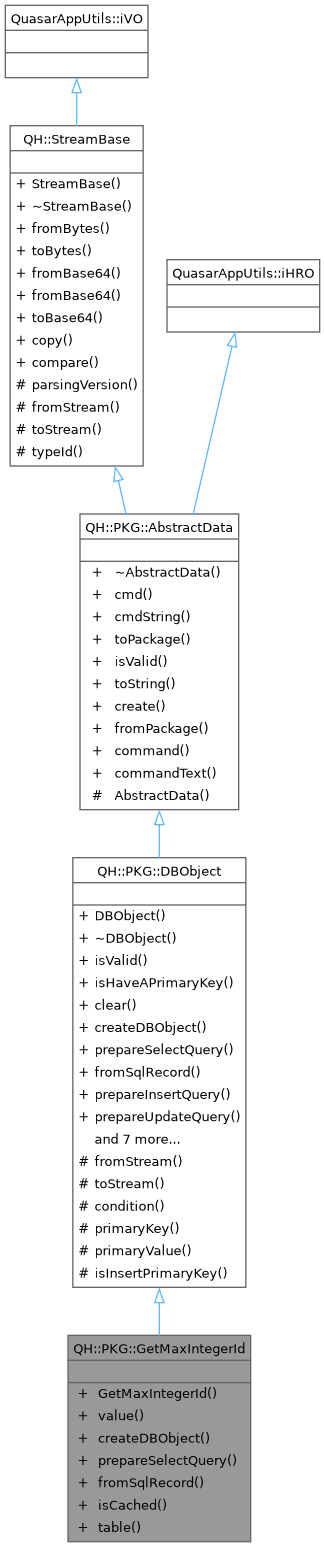 QuasarAppUtils::iVO
QH::StreamBase
+ StreamBase()
+ ~StreamBase()
+ fromBytes()
+ toBytes()
+ fromBase64()
+ fromBase64()
+ toBase64()
+ copy()
+ compare()
# parsingVersion()
# fromStream()
# toStream()
# typeId()
QuasarAppUtils::iHRO
QH::PKG::AbstractData
+ ~AbstractData()
+ cmd()
+ cmdString()
+ toPackage()
+ isValid()
+ toString()
+ create()
+ fromPackage()
+ command()
+ commandText()
# AbstractData()
QH::PKG::DBObject
+ DBObject()
+ ~DBObject()
+ isValid()
+ isHaveAPrimaryKey()
+ clear()
+ createDBObject()
+ prepareSelectQuery()
+ fromSqlRecord()
+ prepareInsertQuery()
+ prepareUpdateQuery()
and 7 more...
# fromStream()
# toStream()
# condition()
# primaryKey()
# primaryValue()
# isInsertPrimaryKey()
QH::PKG::GetMaxIntegerId
+ GetMaxIntegerId()
+ value()
+ createDBObject()
+ prepareSelectQuery()
+ fromSqlRecord()
+ isCached()
+ table()